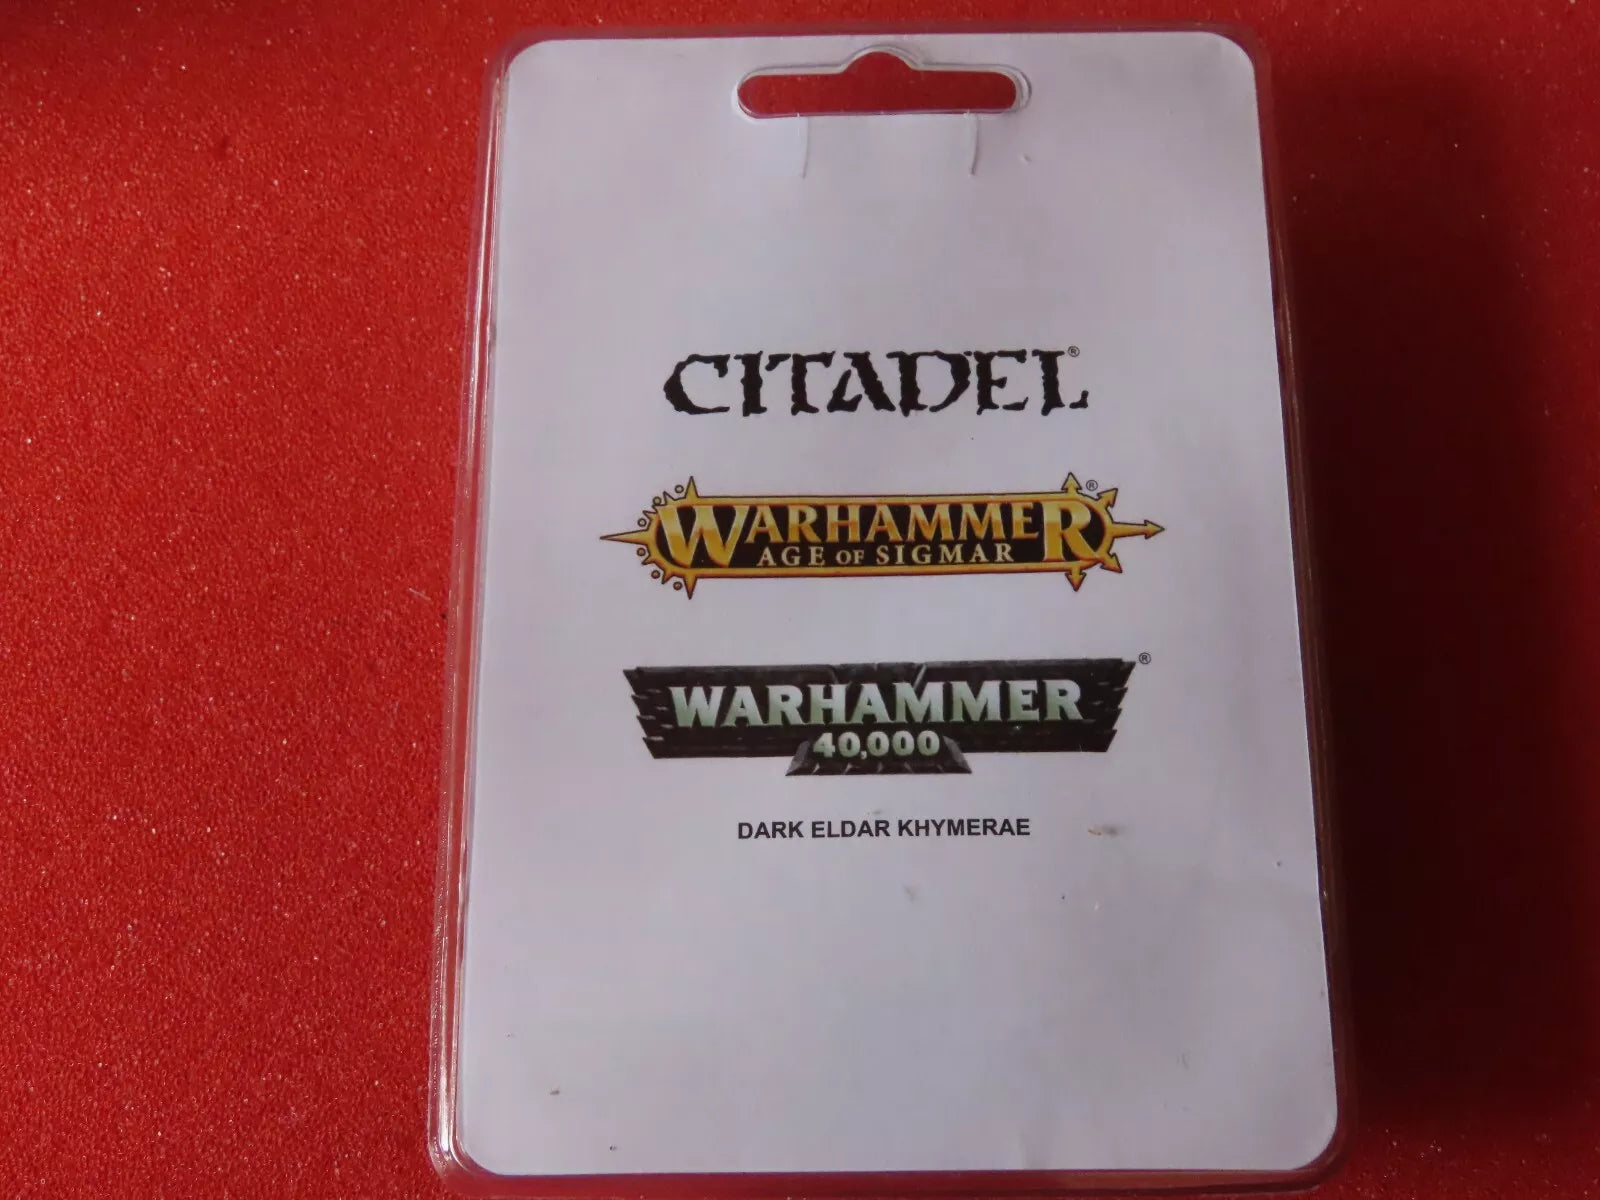 CITADEL®
WARHAMMER®
AGE OF SIGMAR
WARHAMMER®
40,000
DARK ELDAR KHYMERAE